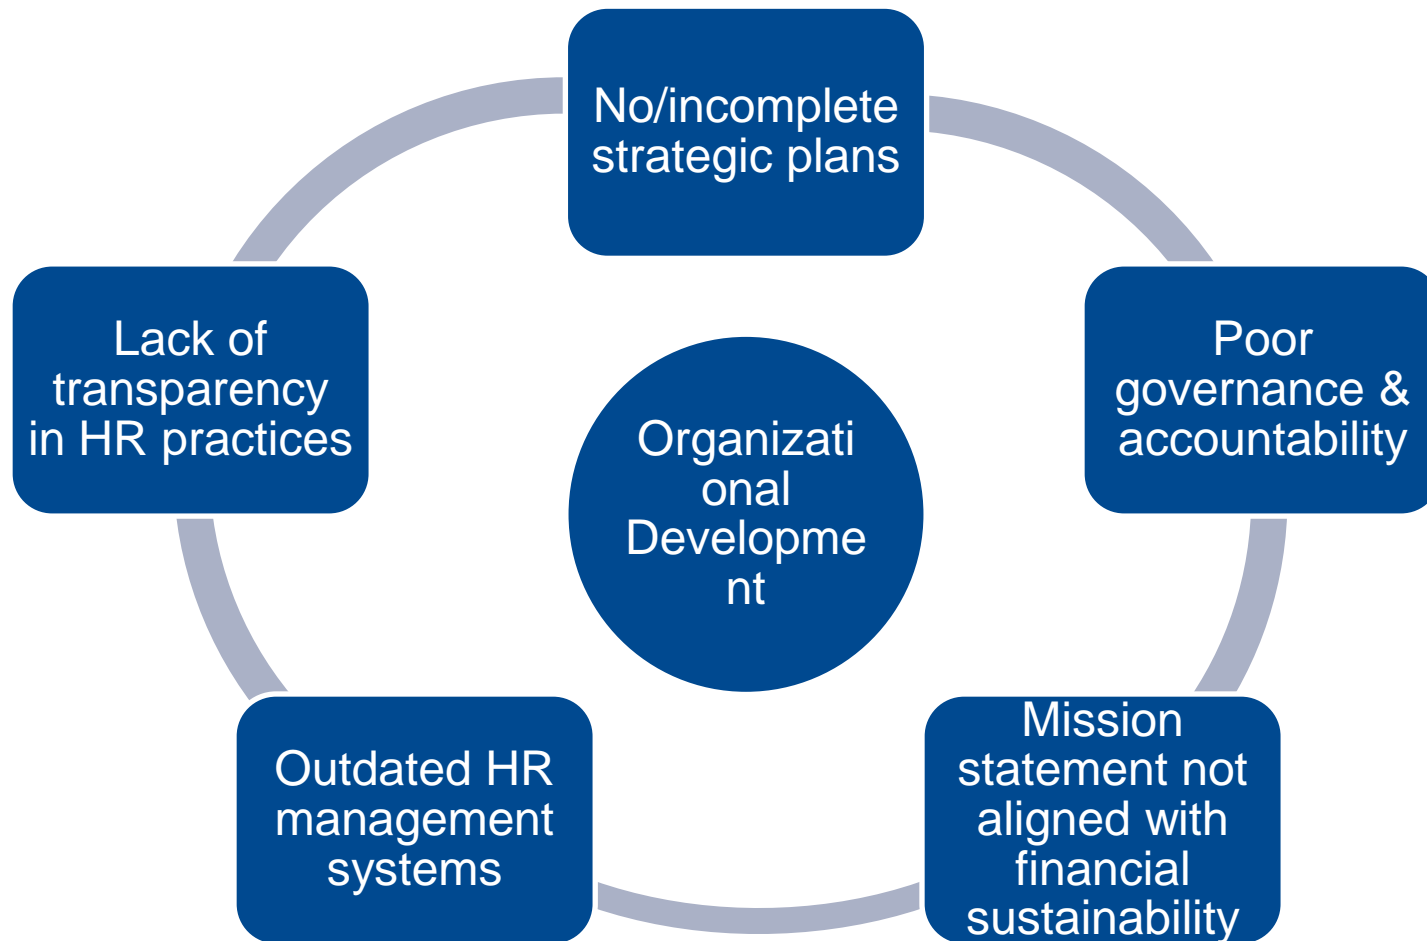 No/incomplete
strategic plans
Poor
governance &
accountability
Mission
statement not
aligned with
financial
sustainability
Outdated HR
management
systems
Lack of
transparency
in HR practices
Organizati
onal
Developme
nt